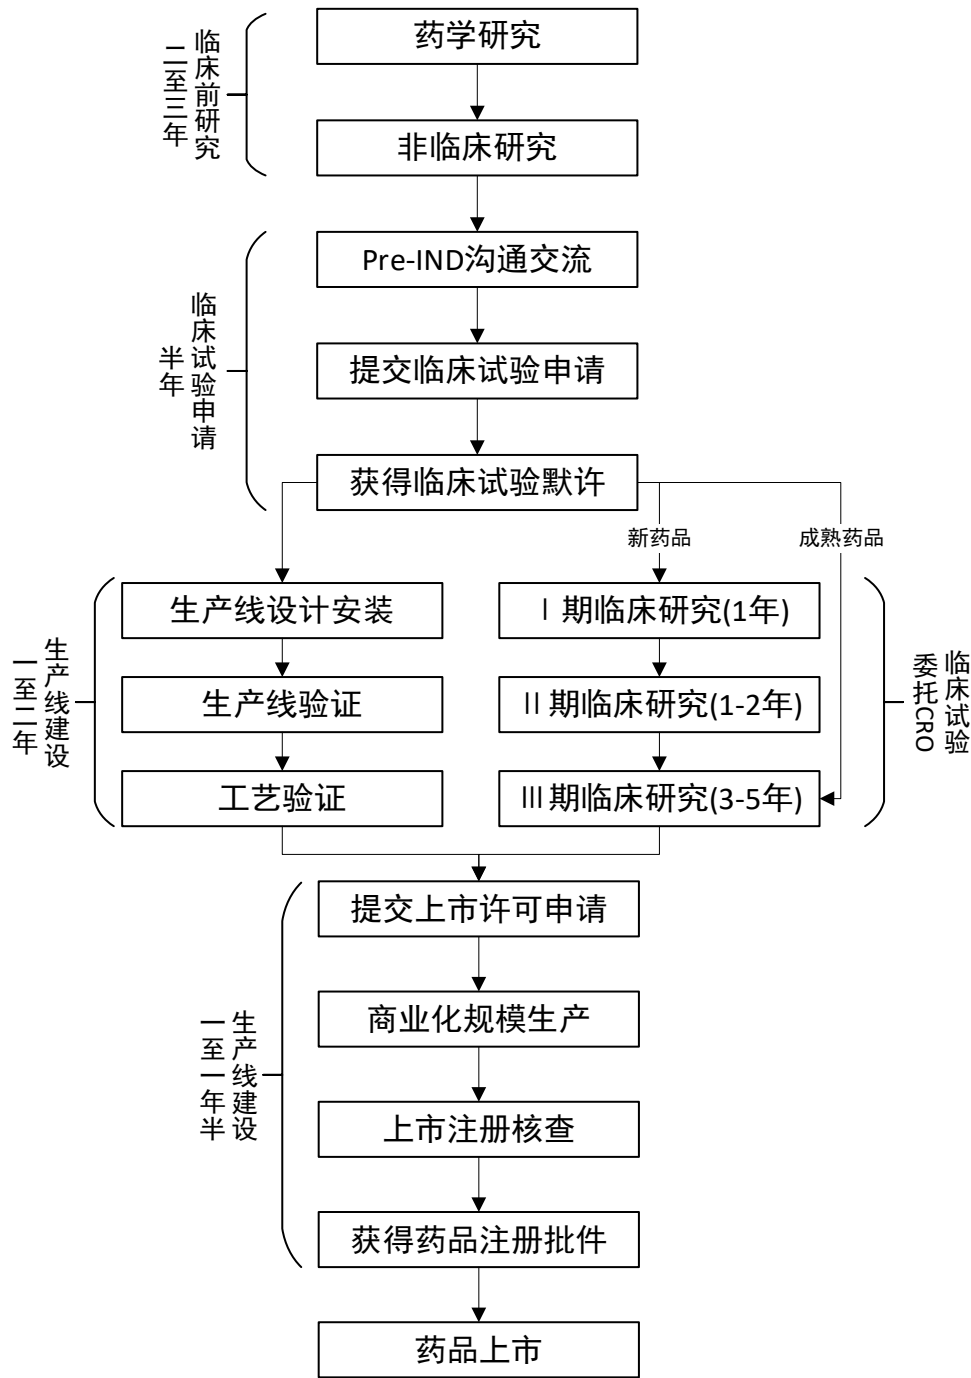 药学研究
临床前研究
二至三年
非临床研究
Pre-IND沟通交流
临床试验申请
半年
提交临床试验申请
获得临床试验默许
新药品
成熟药品
生产线设计安装
Ⅰ期临床研究(1年)
生产线建设
一至二年
生产线验证
Ⅱ期临床研究(1-2年)
临床试验
委托CRO
工艺验证
Ⅲ期临床研究(3-5年)
提交上市许可申请
商业化规模生产
生产线建设
一至一年半
上市注册核查
获得药品注册批件
药品上市